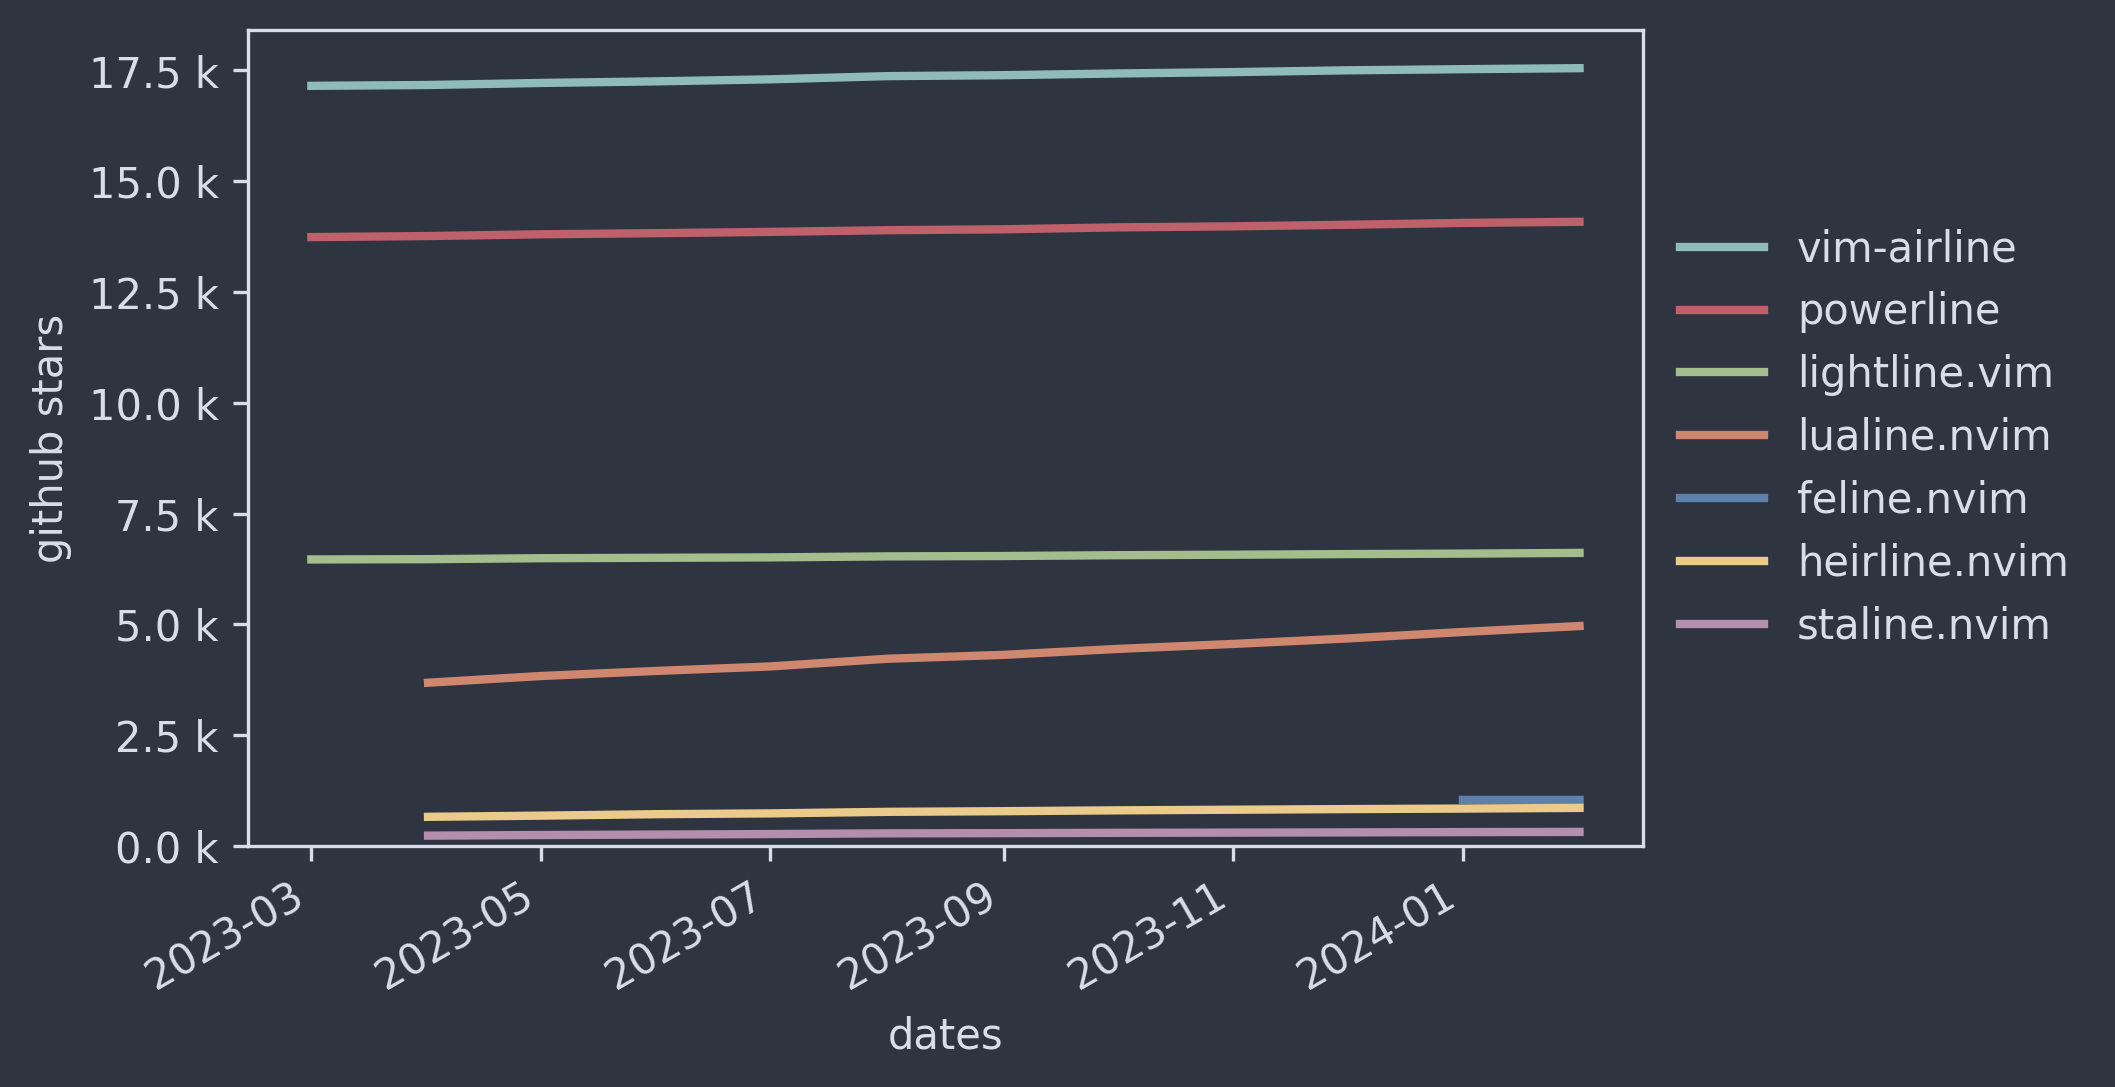 17.5 k
15.0 k
12.5 k
10.0 k
7.5 k
5.0 k
2.5 k
0.0 k
github stars
2023-03
2023-05
2023-07
2023-09
2023-11
2024-01
dates
vim-airline
powerline
lightline.vim
lualine.nvim
feline.nvim
heirline.nvim
staline.nvim